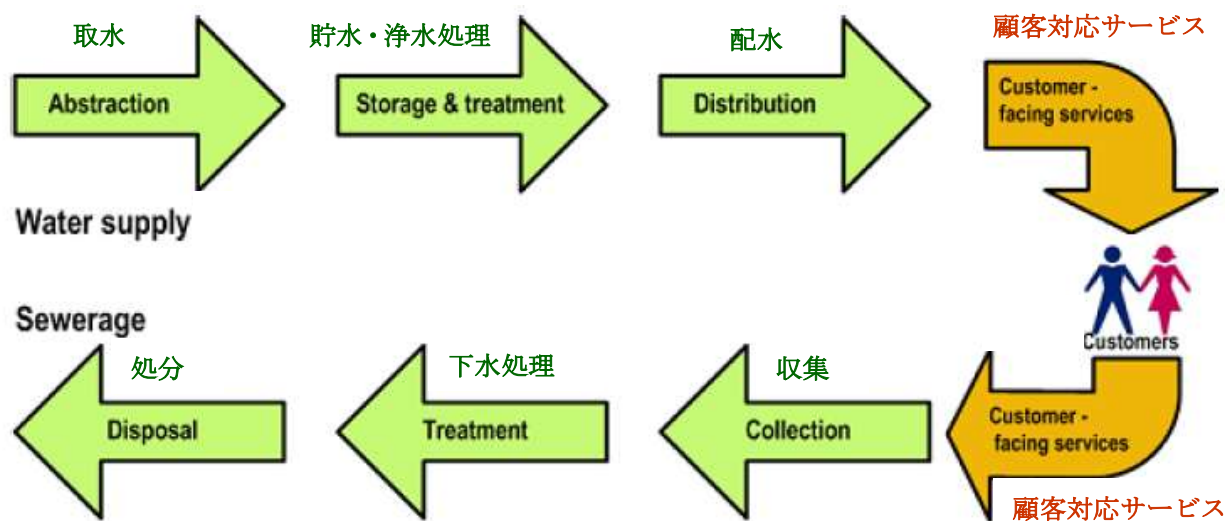 取水
貯水・浄水処理
配水
顧客対応サービス
Abstraction
Storage & treatment
Distribution
Customer -
facing services
Water supply
Sewerage
Customers
処分
下水処理
収集
Disposal
Treatment
Collection
Customer -
facing services
顧客対応サービス